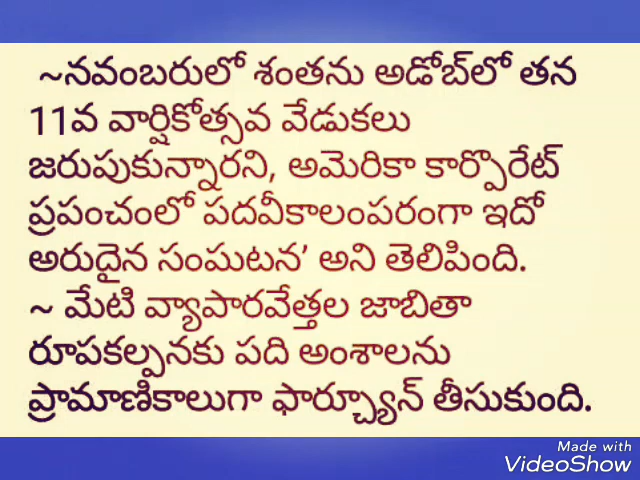 ~నవంబరులో శంతను అడోబ్‌లో తన
11వ వార్షికోత్సవ వేడుకలు
జరుపుకున్నారని, అమెరికా కార్పొరేట్
ప్రపంచంలో పదవీకాలంపరంగా ఇదో
అరుదైన సంఘటన’ అని తెలిపింది.
~ మేటి వ్యాపారవేత్తల జాబితా
రూపకల్పనకు పది అంశాలను
ప్రామాణికాలుగా ఫార్చ్యూన్ తీసుకుంది.
Made with
VideoShow